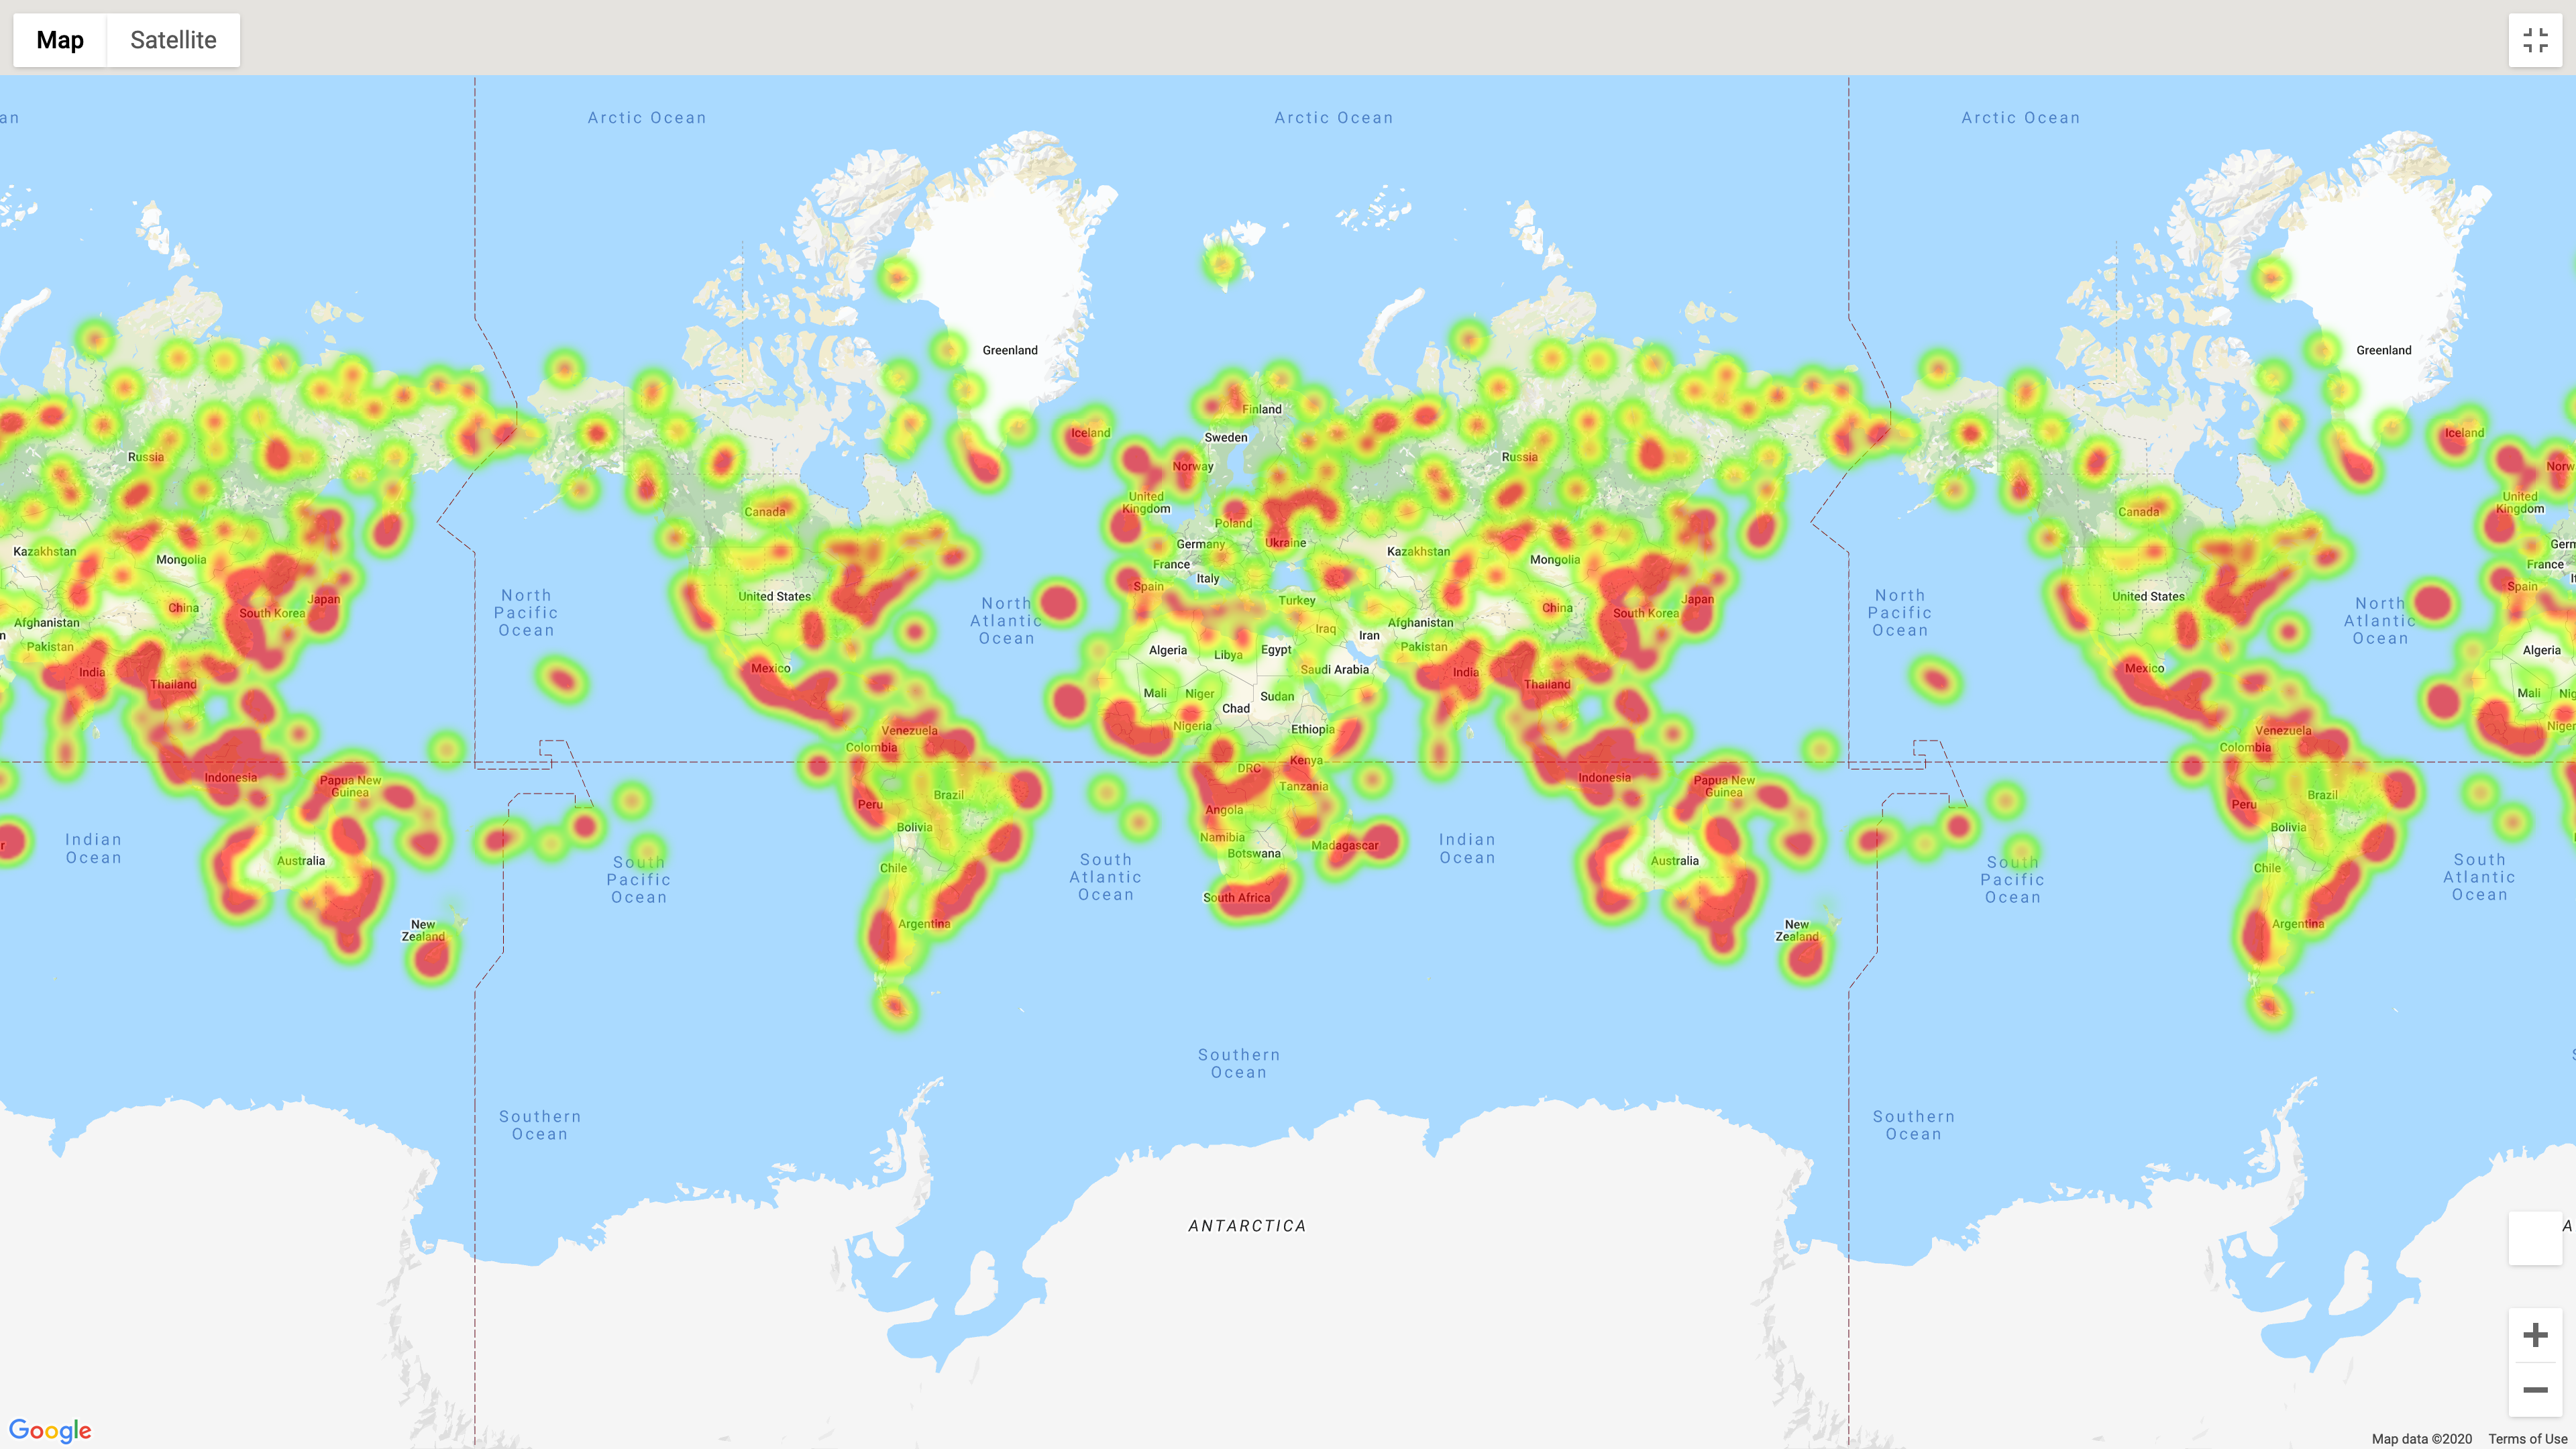 Map
Satellite
an
Arctic Ocean
Arctic Ocean
Arctic Ocean
Greenland
Greenland
Finland
Iceland
Iceland
Sweden
Russia
Russia
Norway
Norw
United
Kingdom
United
Kingdom
Canada
Canada
Poland
Germany
Germ
Ukraine
Kazakhstan
Kazakhstan
Mongolia
Mongolia
France
France
Italy
Spain
Spain
North
Pacific
Ocean
North
Pacific
Ocean
United States
United States
North
Atlantic
Ocean
North
Atlantic
Ocean
Turkey
China
China
Japan
Japan
South Korea
South Korea
Afghanistan
Afghanistan
Iraq
Iran
n
Pakistan
Pakistan
Algeria
Algeria
Libya
Egypt
Saudi Arabia
India
India
Mexico
Mexico
Thailand
Thailand
Mali
Niger
Mali
Nig
Chad
Sudan
Nigeria
Niger
Ethiopia
Venezuela
Venezuela
Colombia
Colombia
Kenya
DRC
Indonesia
Indonesia
Papua New
Guinea
Papua New
Guinea
Tanzania
Brazil
Brazil
Peru
Peru
Angola
Bolivia
Bolivia
Namibia
Botswana
Madagascar
r
Indian
Ocean
Indian
Ocean
Australia
Australia
Chile
Chile
South
Pacific
Ocean
South
Pacific
Ocean
South
Atlantic
Ocean
South
Atlantic
Ocean
South Africa
Argentina
Argentina
New
Zealand
New
Zealand
Southern
Ocean
Southern
Ocean
Southern
Ocean
ANTARCTICA
A
Google
Map data ©2020
Terms of Use